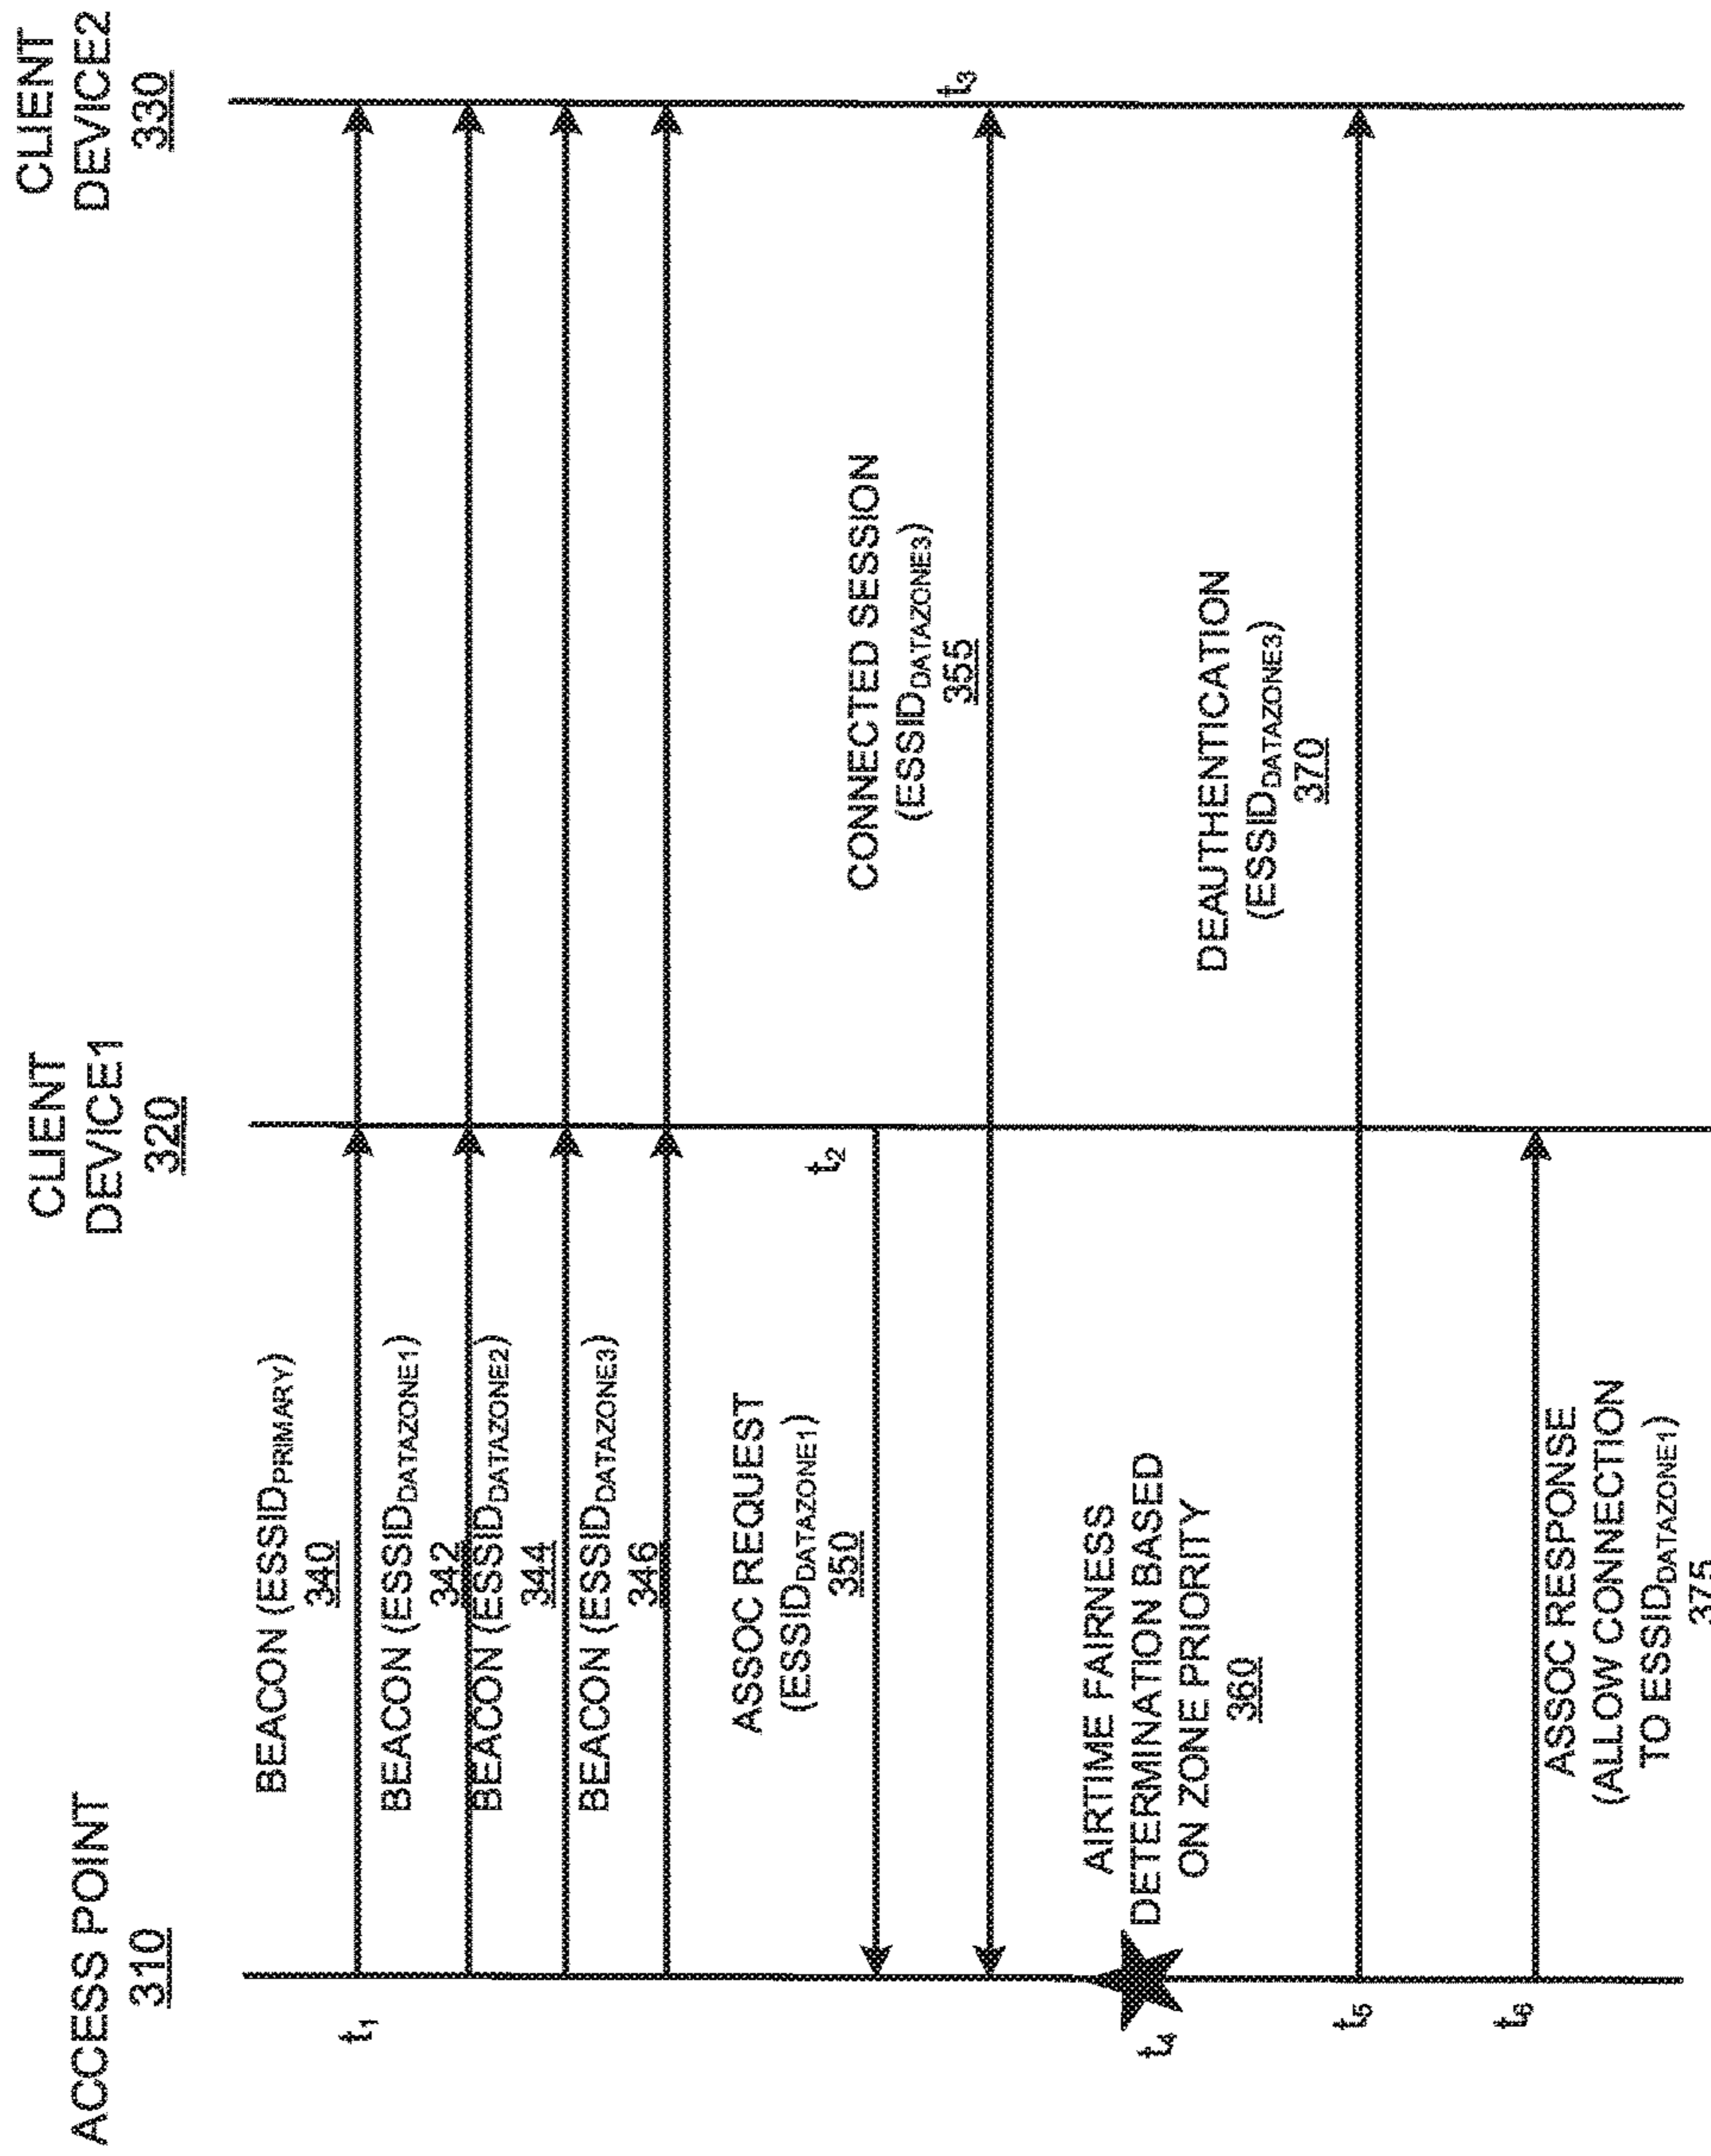 ACCESS POINT
310
CLIENT
DEVICE1
320
CLIENT
DEVICE2
330
t1
BEACON (ESSIDPRIMARY)
340
BEACON (ESSIDDATAZONE1)
342
BEACON (ESSIDDATAZONE2)
344
BEACON (ESSIDDATAZONE3)
346
ASSOC REQUEST
(ESSIDDATAZONE1)
350
t2
CONNECTED SESSION
(ESSIDDATAZONE3)
355
t3
t4
AIRTIME FAIRNESS
DETERMINATION BASED
ON ZONE PRIORITY
360
t5
DEAUTHENTICATION
(ESSIDDATAZONE3)
370
t6
ASSOC RESPONSE
(ALLOW CONNECTION
TO ESSIDDATAZONE1)
375